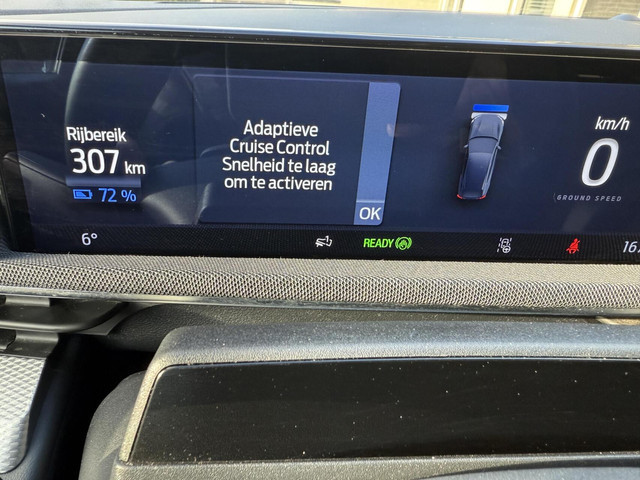 Rijbereik
307 km
72 %
Adaptieve
Cruise Control
Snelheid te laag
om te activeren
OK
km/h
0
GROUND SPEED
6°
READY